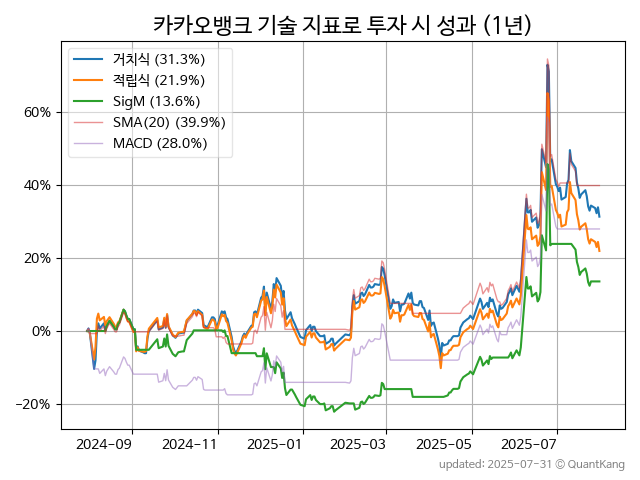 카카오뱅크 기술 지표로 투자 시 성과 (1년)
거치식 (31.3%)
적립식 (21.9%)
SigM (13.6%)
SMA(20) (39.9%)
MACD (28.0%)
60%
40%
20%
0%
−20%
2024-09
2024-11
2025-01
2025-03
2025-05
2025-07
updated: 2025-07-31 © QuantKang